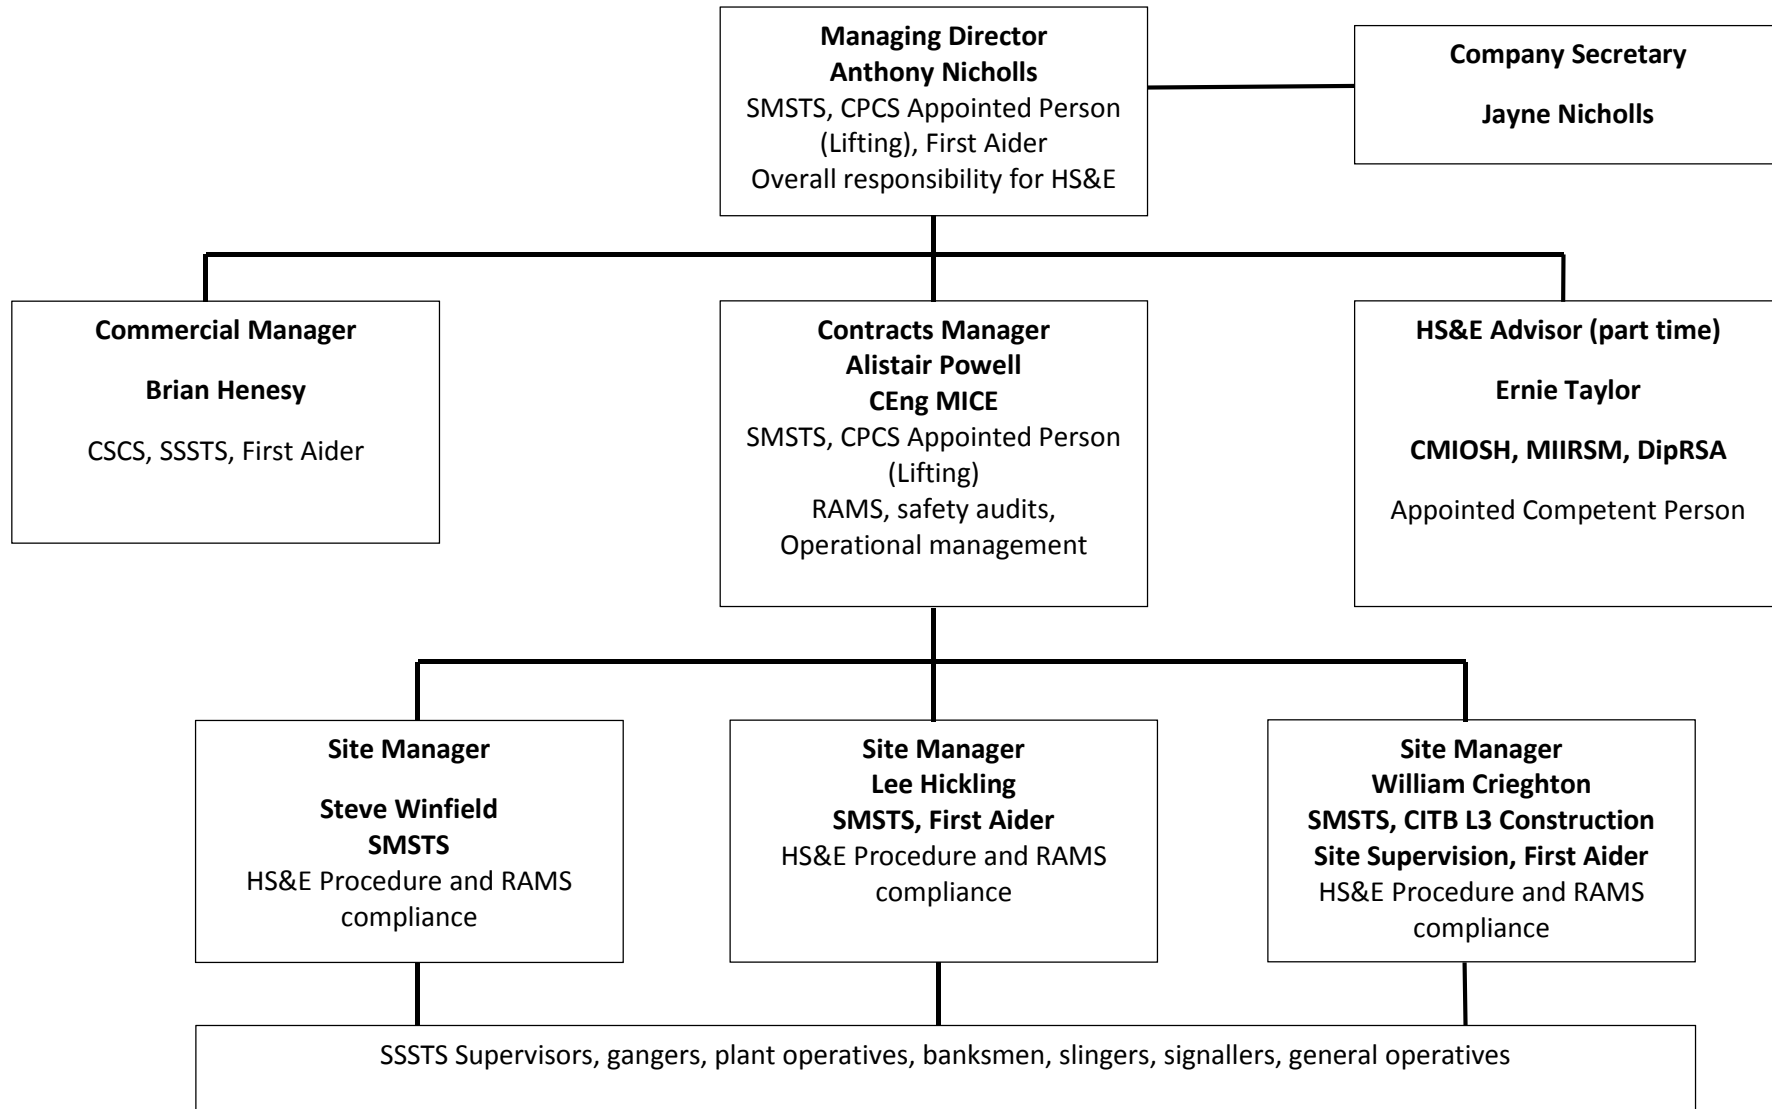 Managing Director
Anthony Nicholls
SMSTS, CPCS Appointed Person
(Lifting), First Aider
Overall responsibility for HS&E
Company Secretary
Jayne Nicholls
Commercial Manager
Brian Henesy
CSCS, SSSTS, First Aider
Contracts Manager
Alistair Powell
CEng MICE
SMSTS, CPCS Appointed Person
(Lifting)
RAMS, safety audits,
Operational management
HS&E Advisor (part time)
Ernie Taylor
CMIOSH, MIIRSM, DipRSA
Appointed Competent Person
Site Manager
Steve Winfield
SMSTS
HS&E Procedure and RAMS
compliance
Site Manager
Lee Hickling
SMSTS, First Aider
HS&E Procedure and RAMS
compliance
Site Manager
William Crieghton
SMSTS, CITB L3 Construction
Site Supervision, First Aider
HS&E Procedure and RAMS
compliance
SSSTS Supervisors, gangers, plant operatives, banksmen, slingers, signallers, general operatives